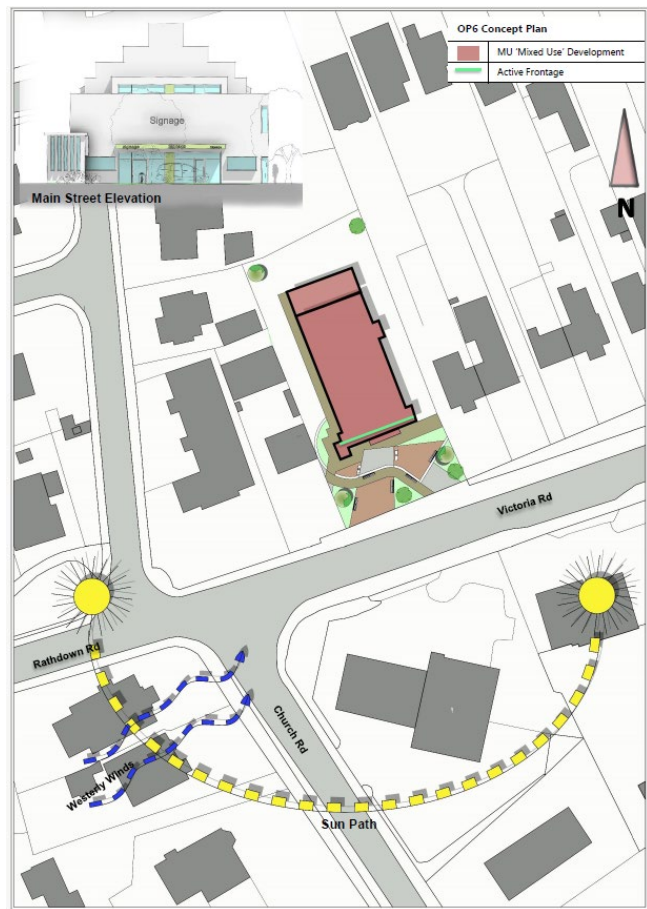 OP6 Concept Plan
MU 'Mixed Use' Development
Active Frontage
Signage
Main Street Elevation
N
Victoria Rd
Rathdown Rd
Church Rd
Westerly Winds
Sun Path